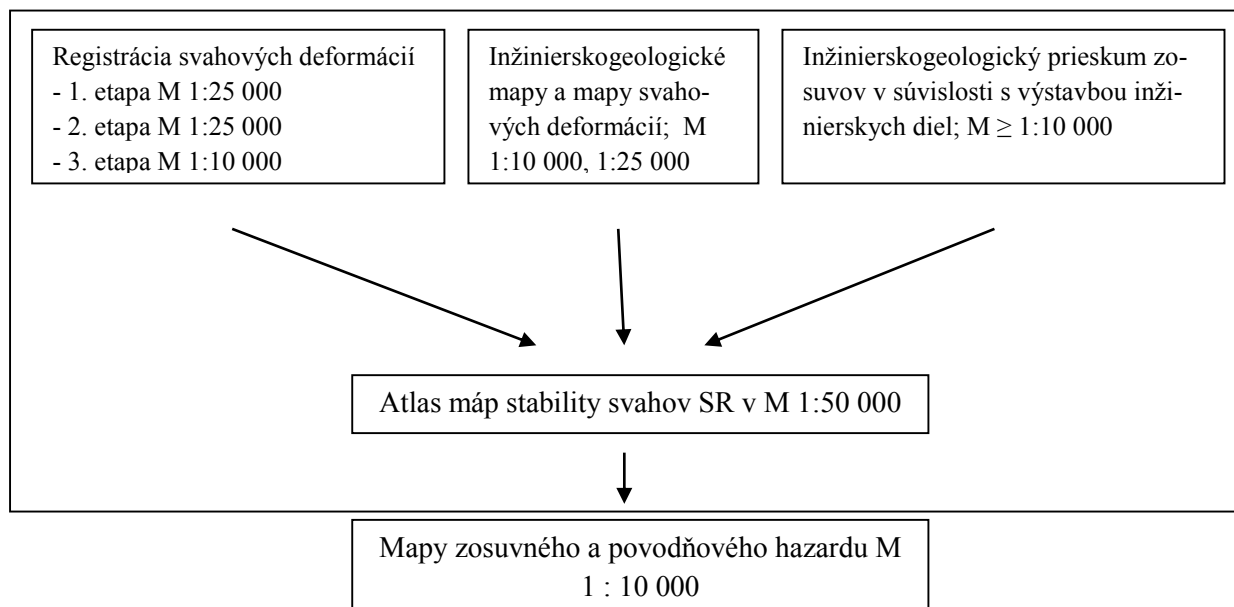 Registrácia svahových deformácií
- 1. etapa M 1:25 000
- 2. etapa M 1:25 000
- 3. etapa M 1:10 000
Inžinierskogeologické
mapy a mapy svaho-
vých deformácií;  M
1:10 000, 1:25 000
Inžinierskogeologický prieskum zo-
suvov v súvislosti s výstavbou inži-
nierskych diel; M ≥ 1:10 000
Atlas máp stability svahov SR v M 1:50 000
Mapy zosuvného a povodňového hazardu M
1 : 10 000